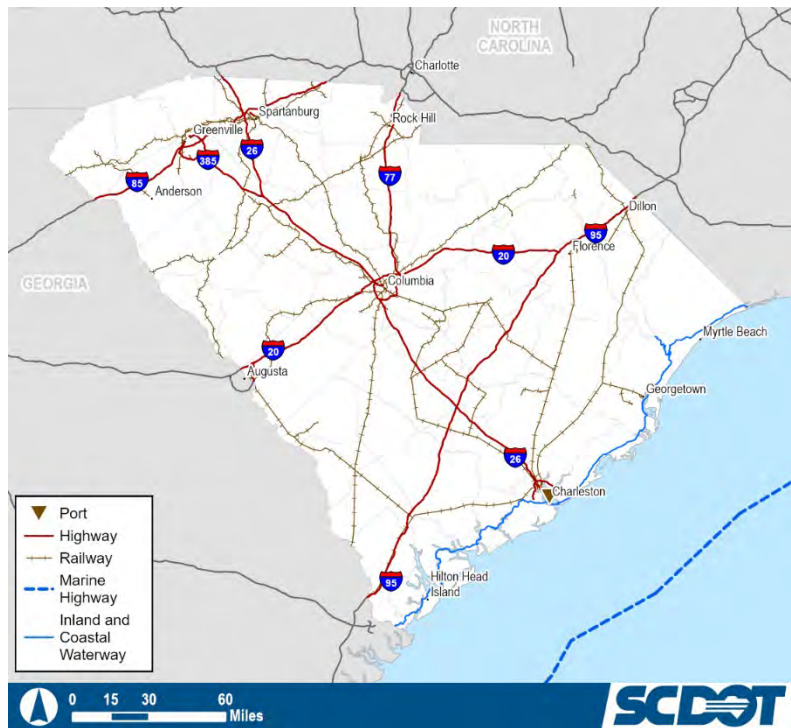 NORTH
CAROLINA
Charlotte
Spartanburg
Rock Hill
Greenville
26
385
77
85
Anderson
Dillon
95
Florence
20
GEORGIA
Columbia
Myrtle Beach
20
Augusta
Georgetown
26
Charleston
95
Hilton Head
Island
Port
Highway
Railway
Marine
Highway
Inland and
Coastal
Waterway
0 15 30 60
Miles
SCDOT